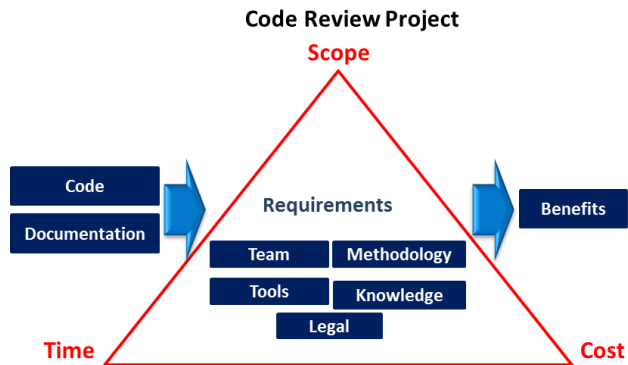 Code Review Project
Scope
Code
Documentation
Requirements
Team
Methodology
Tools
Knowledge
Legal
Benefits
Time
Cost